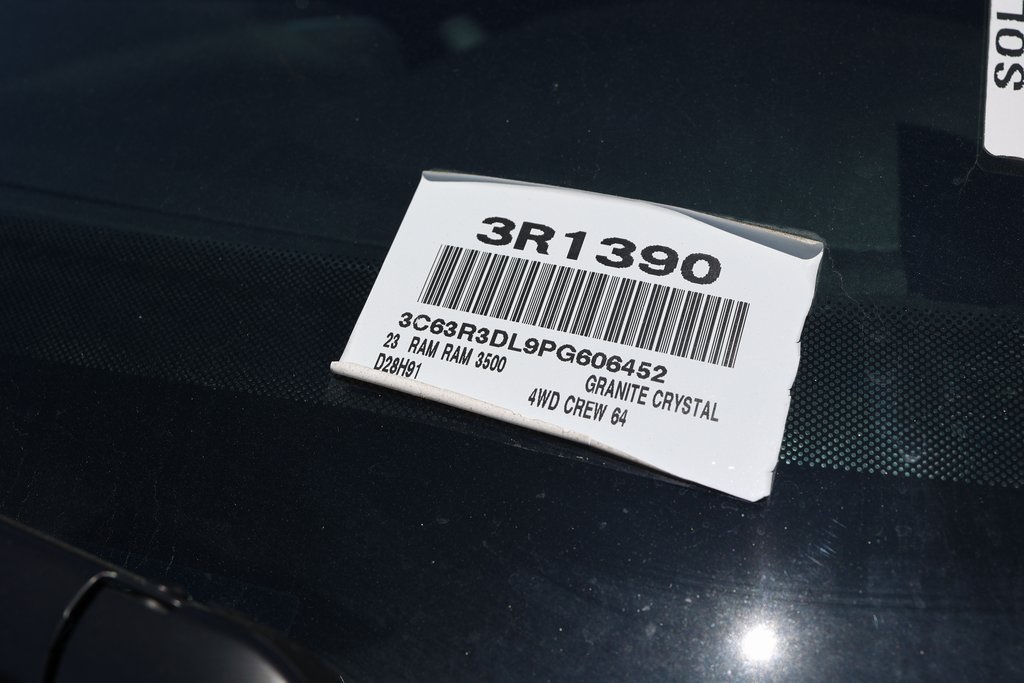 3R1390
3C63R3DL9PG606452
23 RAM RAM 3500
GRANITE CRYSTAL
D28H91
4WD CREW 64
SOL